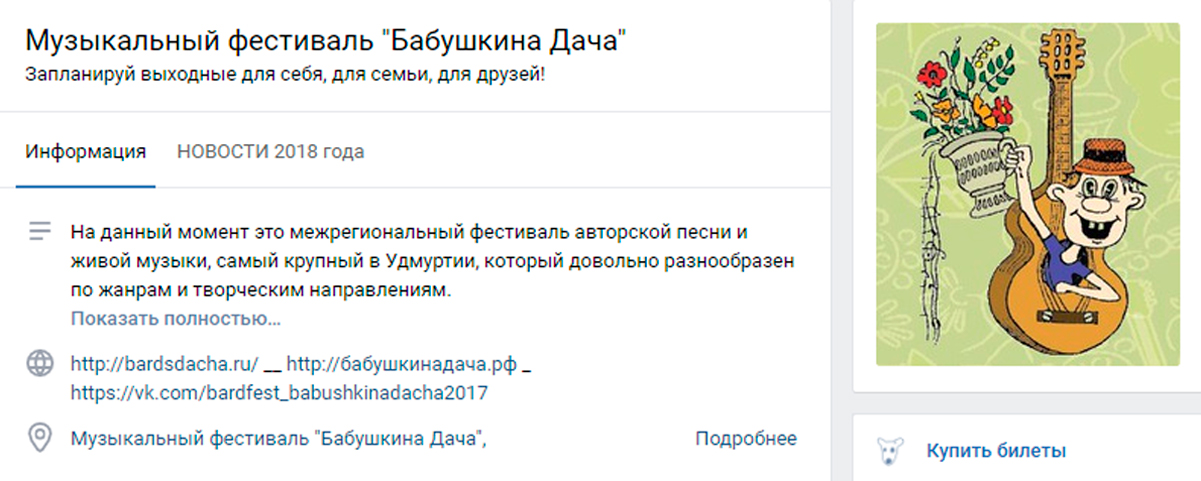 Музыкальный фестиваль "Бабушкина Дача"
Запланируй выходные для себя, для семьи, для друзей!
Информация НОВОСТИ 2018 года
На данный момент это межрегиональный фестиваль авторской песни и
живой музыки, самый крупный в Удмуртии, который довольно разнообразен
по жанрам и творческим направлениям.
Показать полностью…
http://bardsdacha.ru/ __ http://бабушкинадача.рф _
https://vk.com/bardfest_babushkinadacha2017
Музыкальный фестиваль "Бабушкина Дача", Подробнее
Купить билеты